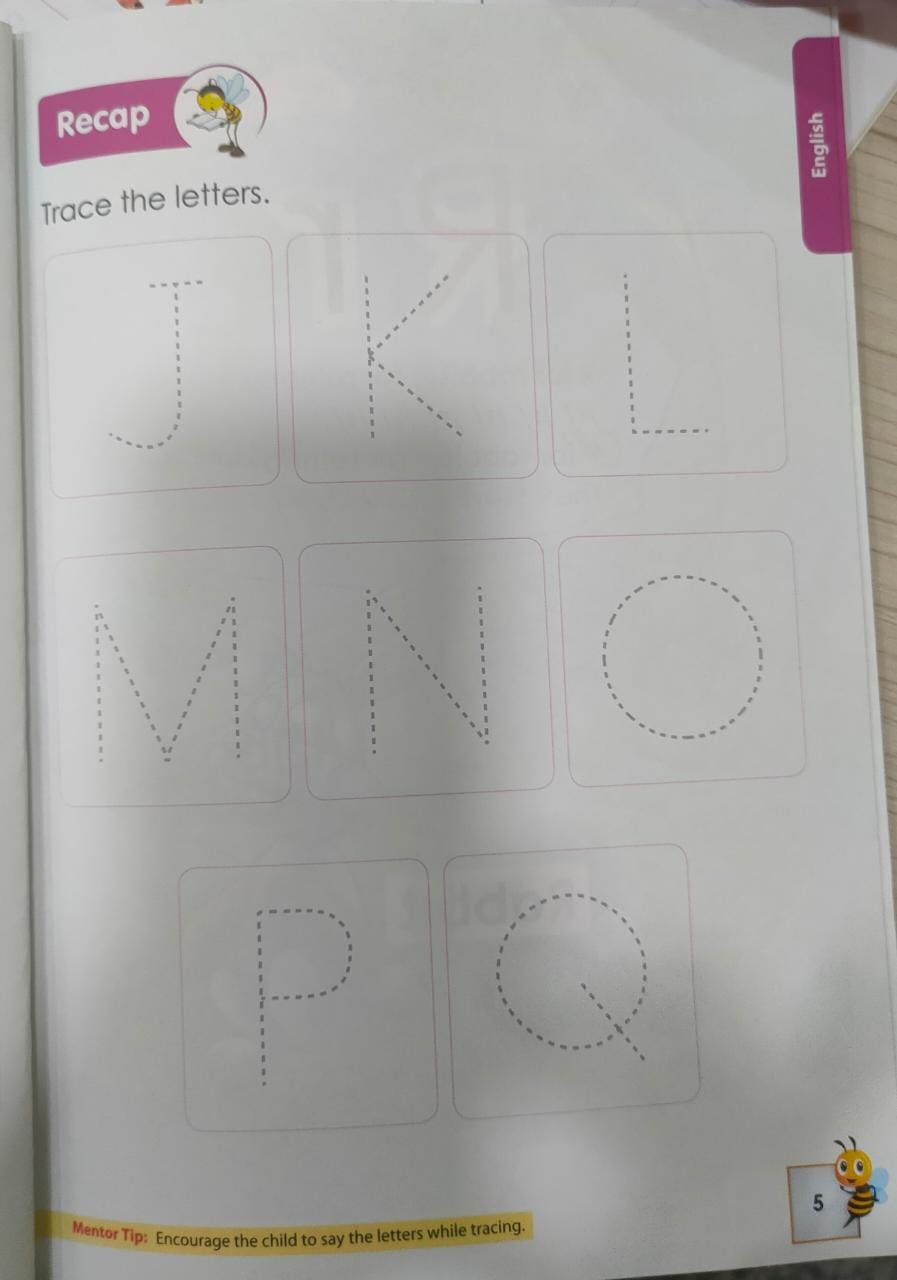 Recap
English
Trace the letters.
J K L
M N O
P Q
5
Mentor Tip: Encourage the child to say the letters while tracing.